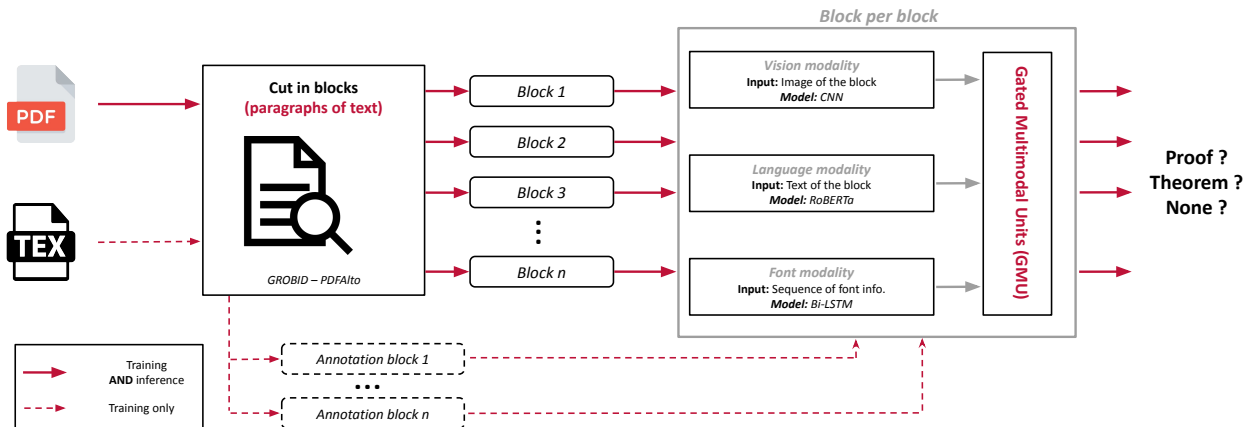 Block per block
PDF
Cut in blocks
(paragraphs of text)
GROBID – PDFAlto
TEX
Block 1
Block 2
Block 3
Block n
Vision modality
Input: Image of the block
Model: CNN
Language modality
Input: Text of the block
Model: RoBERTa
Font modality
Input: Sequence of font info.
Model: Bi-LSTM
Gated Multimodal Units (GMU)
Proof ?
Theorem ?
None ?
Annotation block 1
Annotation block n
Training
AND inference
Training only